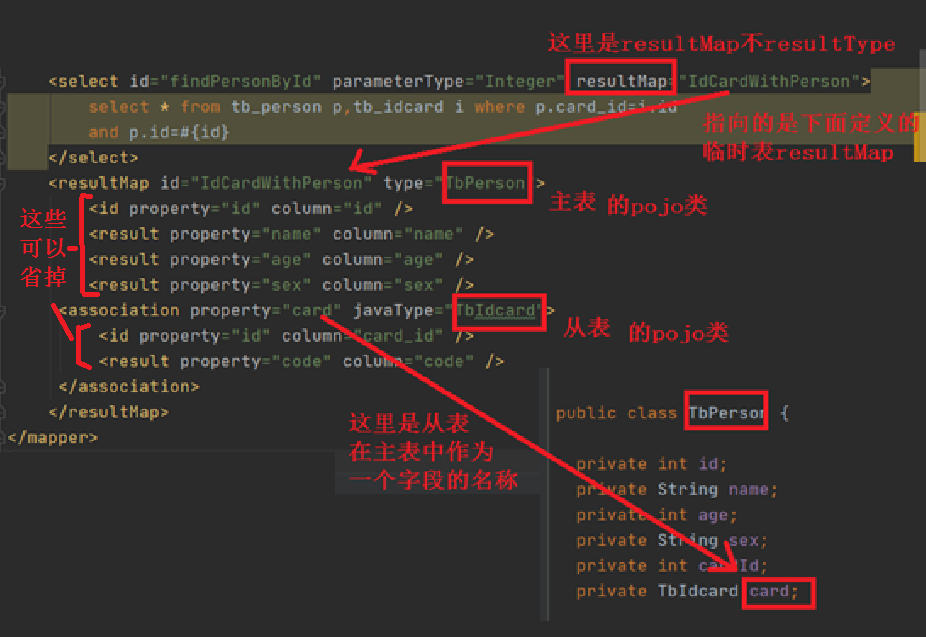 这里是resultMap不resultType
<select id="findPersonById" parameterType="Integer" resultMap="IdCardWithPerson">
select * from tb_person p,tb_idcard i where p.card_id=i.id
and p.id=#{id}
指向的是下面定义的
临时表resultMap
</select>
<resultMap id="IdCardWithPerson" type="TbPerson">
主表 的pojo类
<id property="id" column="id" />
<result property="name" column="name" />
<result property="age" column="age" />
<result property="sex" column="sex" />
这些
可以
省掉
<association property="card" javaType="TbIdcard">
从表 的pojo类
<id property="id" column="card_id" />
<result property="code" column="code" />
</association>
</resultMap>
</mapper>
这里是从表
在主表中作为
一个字段的名称
public class TbPerson {
private int id;
private String name;
private int age;
private String sex;
private int cardId;
private TbIdcard card;